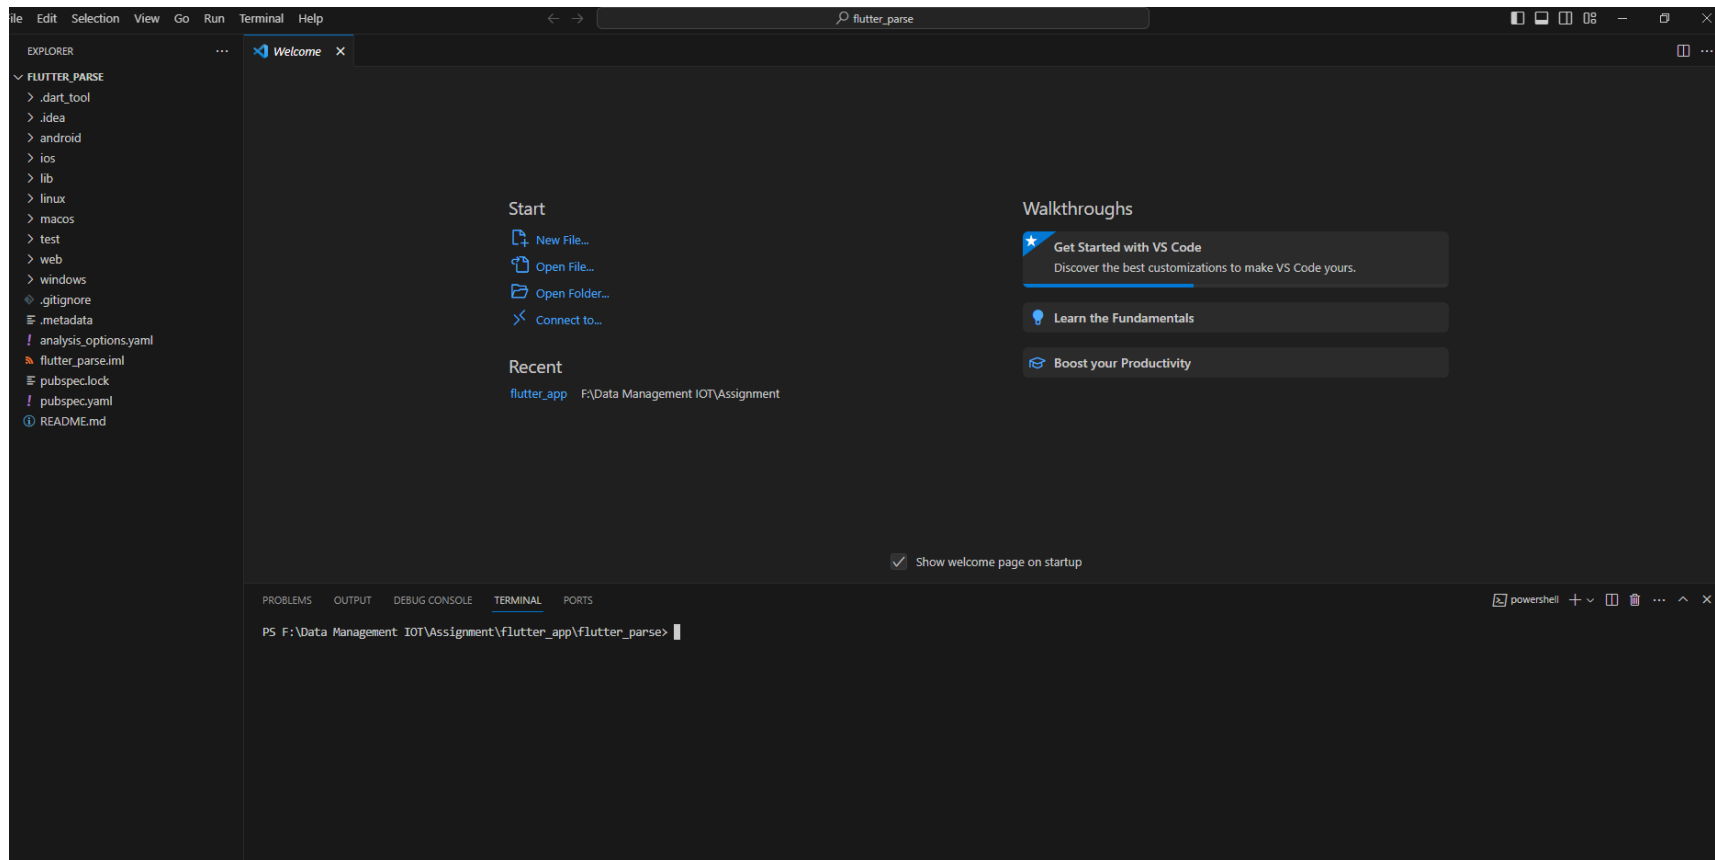 ile Edit Selection View Go Run Terminal Help
flutter_parse
EXPLORER
Welcome
FLUTTER_PARSE
.dart_tool
.idea
android
ios
lib
linux
macos
test
web
windows
.gitignore
.metadata
analysis_options.yaml
flutter_parse.iml
pubspec.lock
pubspec.yaml
README.md
Start
New File...
Open File...
Open Folder...
Connect to...
Recent
flutter_app F:\Data Management IOT\Assignment
Walkthroughs
Get Started with VS Code
Discover the best customizations to make VS Code yours.
Learn the Fundamentals
Boost your Productivity
Show welcome page on startup
PROBLEMS OUTPUT DEBUG CONSOLE TERMINAL PORTS
powershell
PS F:\Data Management IOT\Assignment\flutter_app\flutter_parse>